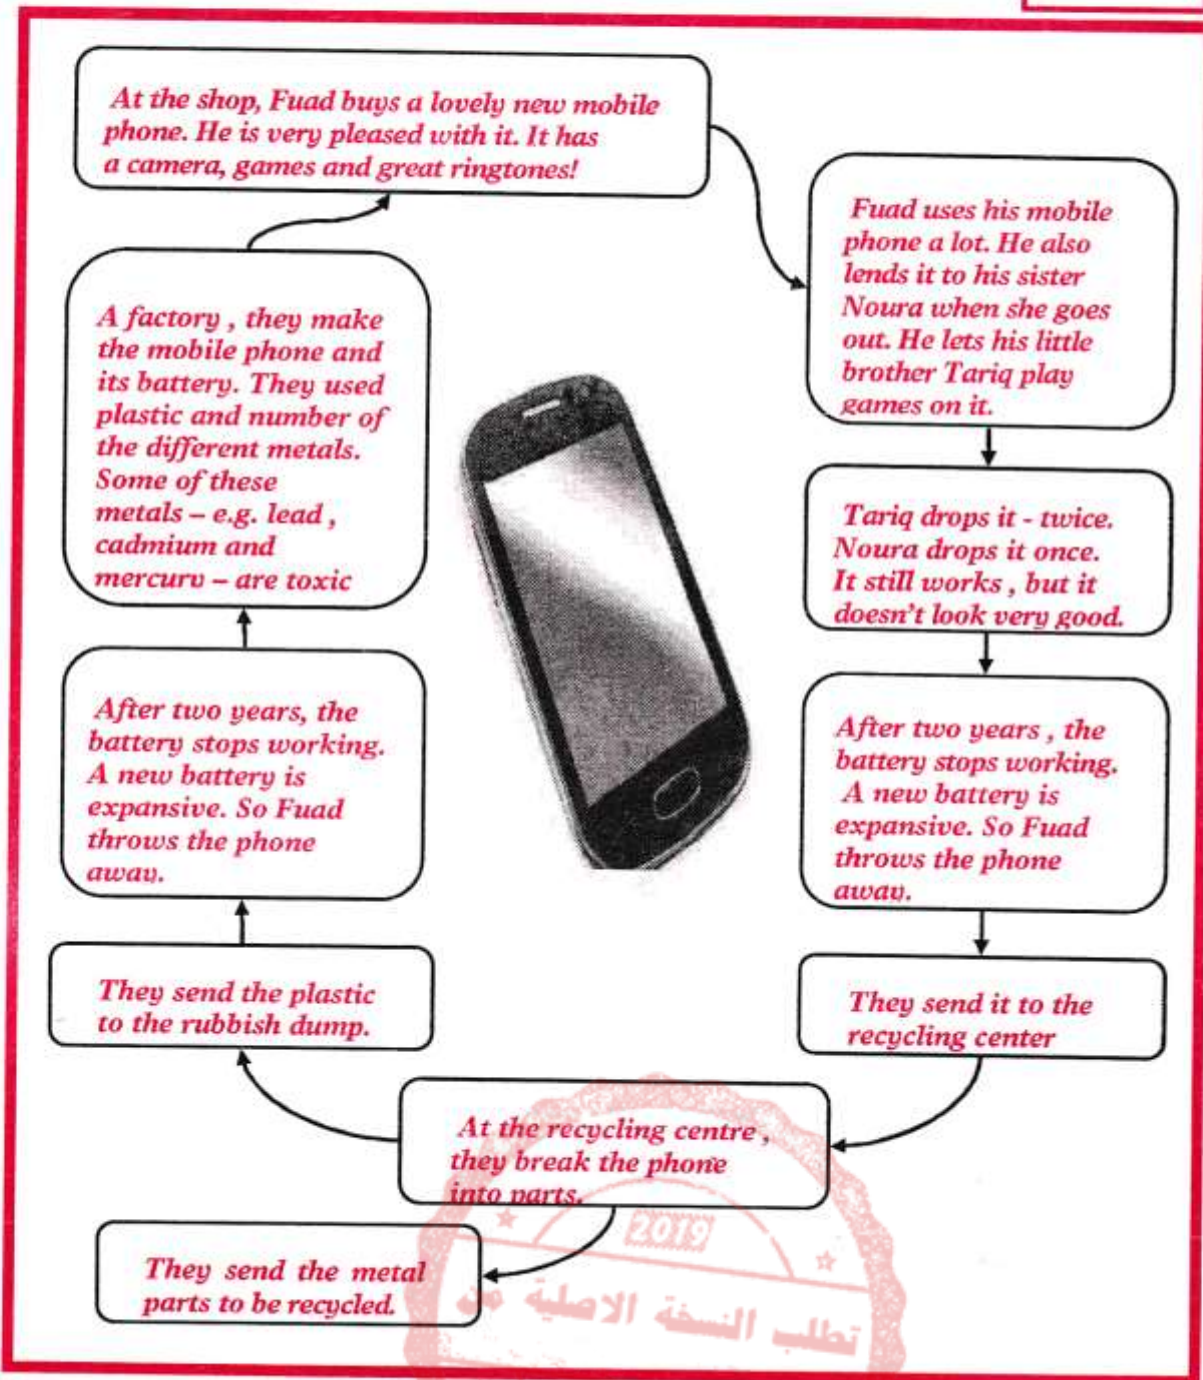 At the shop, Fuad buys a lovely new mobile
phone. He is very pleased with it. It has
a camera, games and great ringtones!
Fuad uses his mobile
phone a lot. He also
lends it to his sister
Noura when she goes
out. He lets his little
brother Tariq play
games on it.
Tariq drops it - twice.
Noura drops it once.
It still works , but it
doesn't look very good.
After two years , the
battery stops working.
A new battery is
expansive. So Fuad
throws the phone
away.
They send it to the
recycling center
At the recycling centre ,
they break the phone
into parts.
They send the metal
parts to be recycled.
They send the plastic
to the rubbish dump.
After two years, the
battery stops working.
A new battery is
expansive. So Fuad
throws the phone
away.
A factory , they make
the mobile phone and
its battery. They used
plastic and number of
the different metals.
Some of these
metals – e.g. lead ,
cadmium and
mercury – are toxic
2019
تطلب النسخة الاصلية من